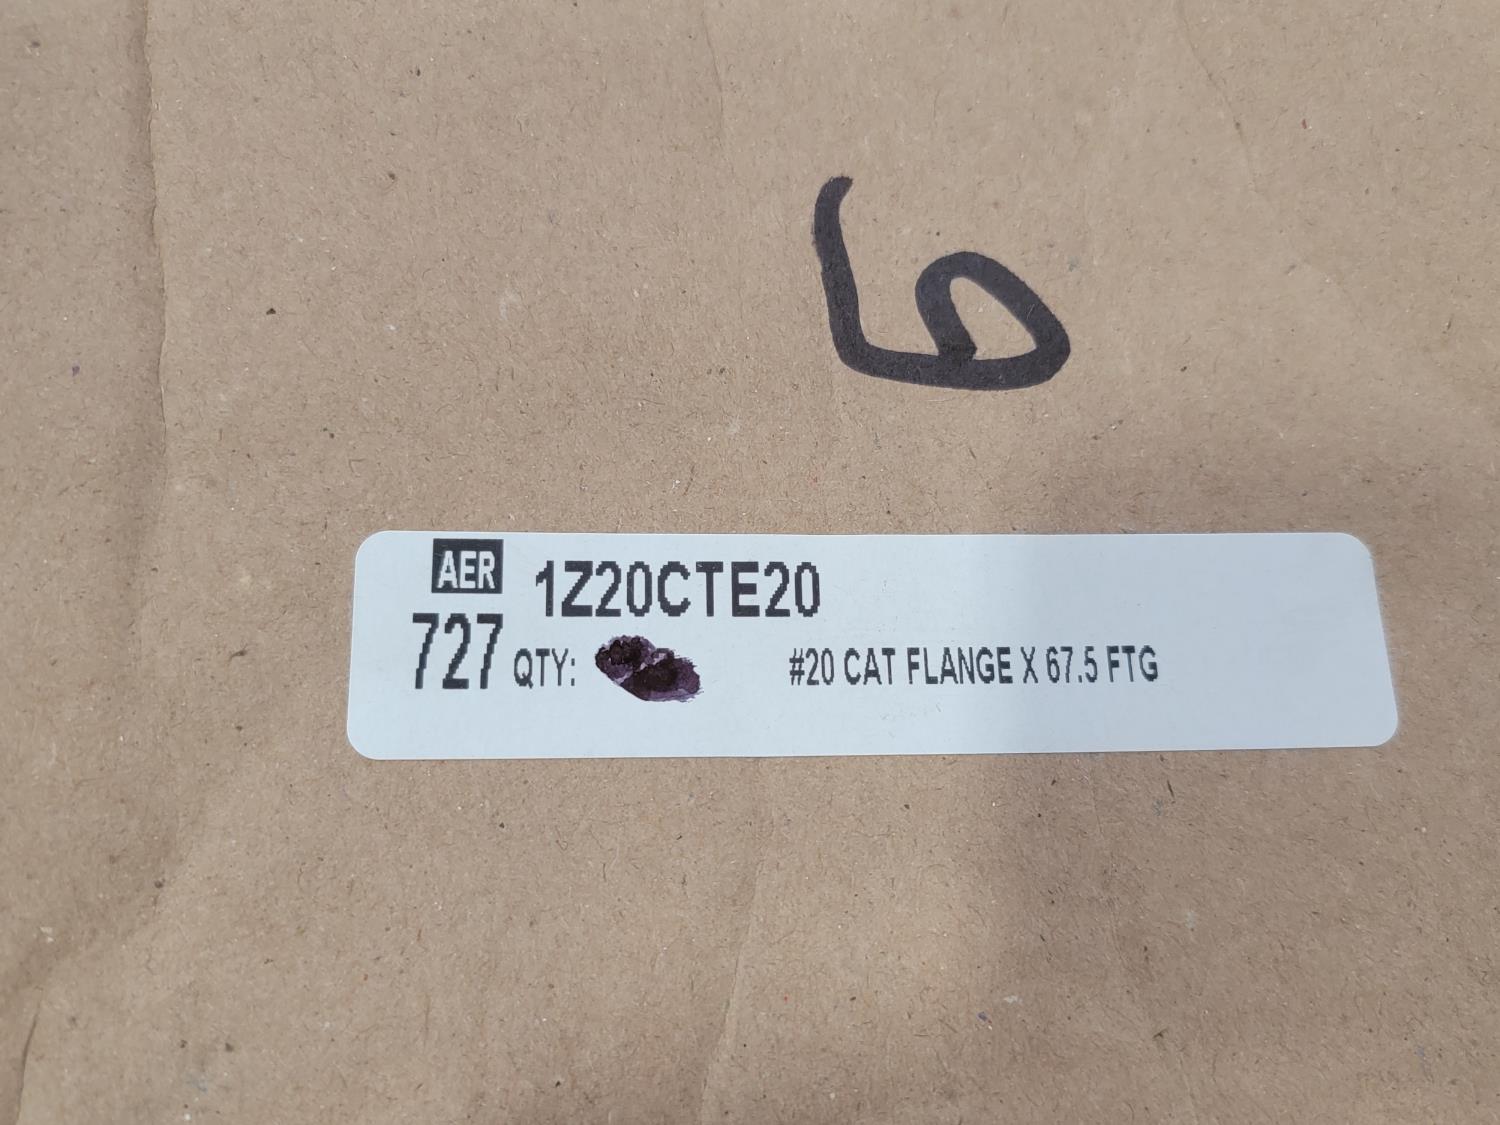 6
AER
1Z20CTE20
727 QTY:
#20 CAT FLANGE X 67.5 FTG